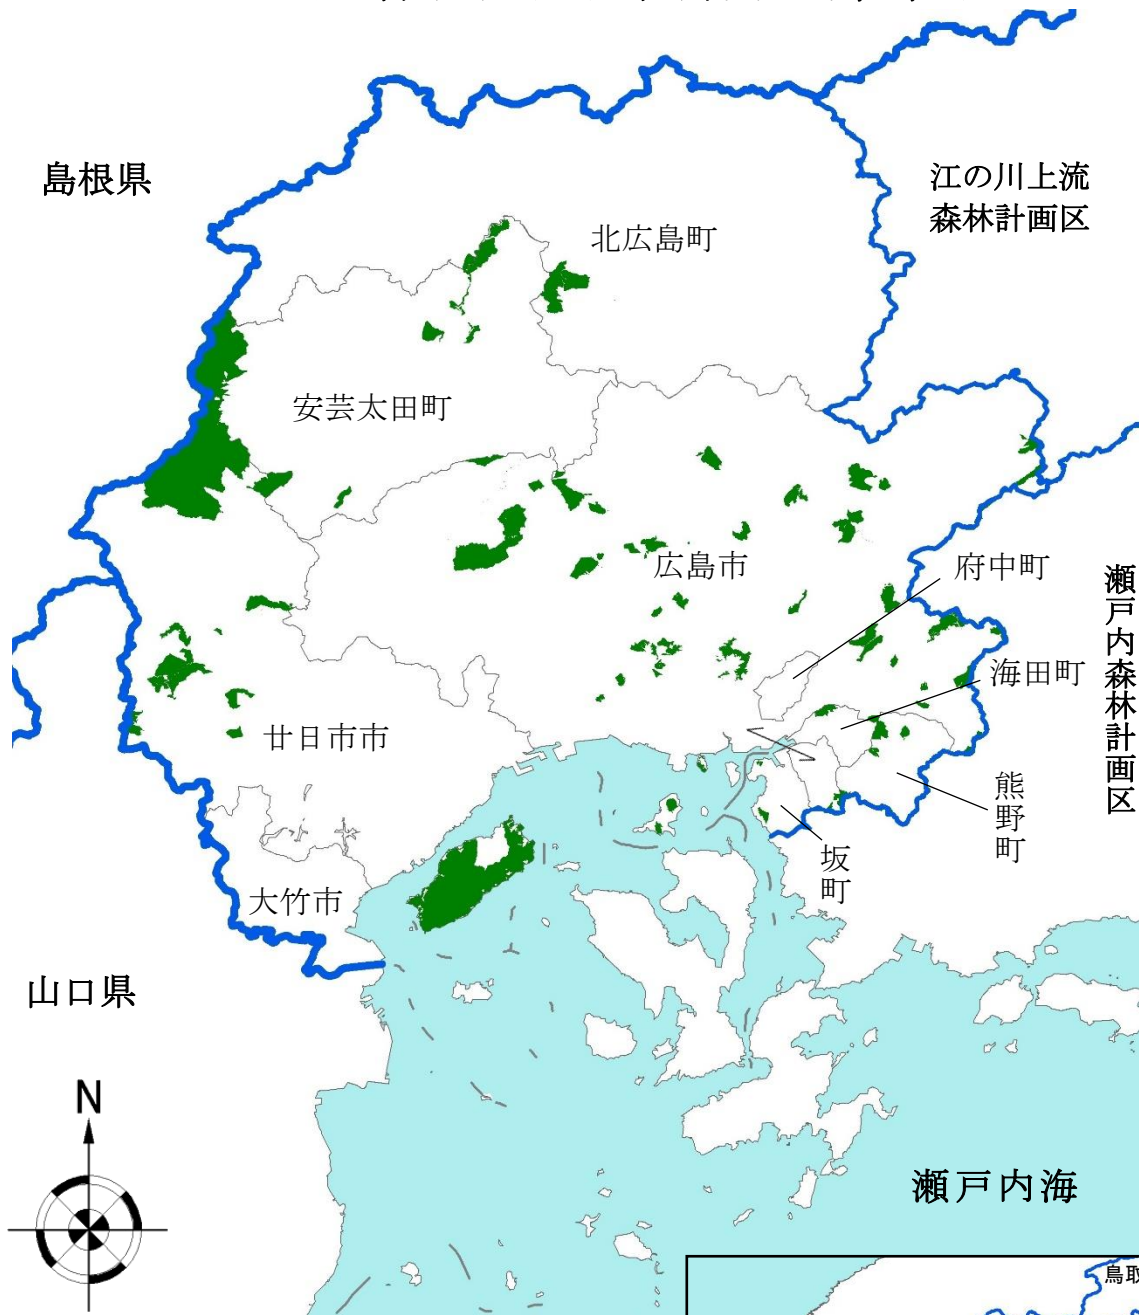 島根県
江の川上流
森林計画区
北広島町
安芸太田町
広島市
府中町
瀬戸内森林計画区
海田町
廿日市市
熊野町
坂町
大竹市
山口県
N
瀬戸内海
鳥取